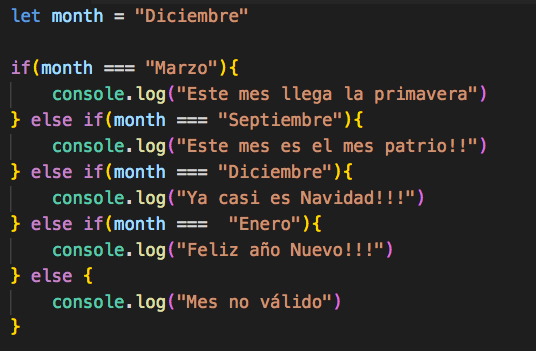 let month = "Diciembre"
if(month === "Marzo"){
console.log("Este mes llega la primavera")
} else if(month === "Septiembre"){
console.log("Este mes es el mes patrio!!")
} else if(month === "Diciembre"){
console.log("Ya casi es Navidad!!!")
} else if(month ===  "Enero"){
console.log("Feliz año Nuevo!!!")
} else {
console.log("Mes no válido")
}